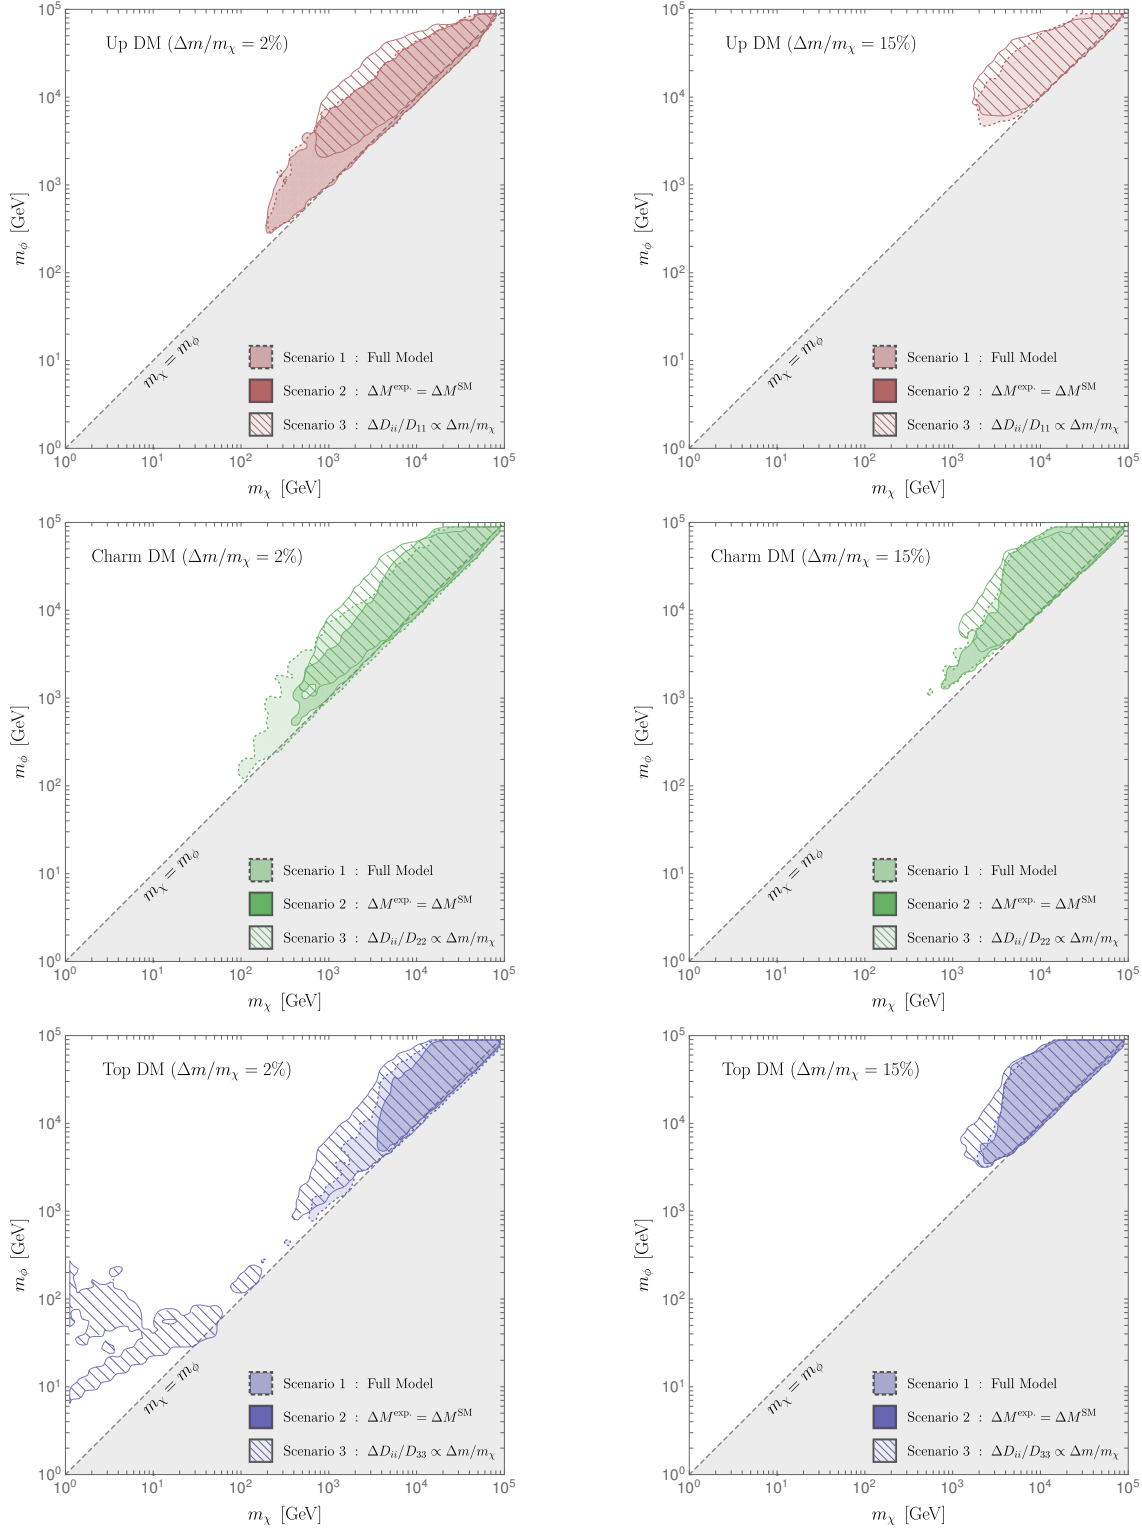 Up DM (Δm/m_χ = 2%)
10^5
10^4
10^3
10^2
10^1
10^0
m_ϕ [GeV]
m_χ = m_ϕ
Scenario 1 : Full Model
Scenario 2 : ΔM^exp. = ΔM^SM
Scenario 3 : ΔD_ii/D_11 ∝ Δm/m_χ
10^0 10^1 10^2 10^3 10^4 10^5
m_χ [GeV]
Up DM (Δm/m_χ = 15%)
10^5
10^4
10^3
10^2
10^1
10^0
m_ϕ [GeV]
m_χ = m_ϕ
Scenario 1 : Full Model
Scenario 2 : ΔM^exp. = ΔM^SM
Scenario 3 : ΔD_ii/D_11 ∝ Δm/m_χ
10^0 10^1 10^2 10^3 10^4 10^5
m_χ [GeV]
Charm DM (Δm/m_χ = 2%)
10^5
10^4
10^3
10^2
10^1
10^0
m_ϕ [GeV]
m_χ = m_ϕ
Scenario 1 : Full Model
Scenario 2 : ΔM^exp. = ΔM^SM
Scenario 3 : ΔD_ii/D_22 ∝ Δm/m_χ
10^0 10^1 10^2 10^3 10^4 10^5
m_χ [GeV]
Charm DM (Δm/m_χ = 15%)
10^5
10^4
10^3
10^2
10^1
10^0
m_ϕ [GeV]
m_χ = m_ϕ
Scenario 1 : Full Model
Scenario 2 : ΔM^exp. = ΔM^SM
Scenario 3 : ΔD_ii/D_22 ∝ Δm/m_χ
10^0 10^1 10^2 10^3 10^4 10^5
m_χ [GeV]
Top DM (Δm/m_χ = 2%)
10^5
10^4
10^3
10^2
10^1
10^0
m_ϕ [GeV]
m_χ = m_ϕ
Scenario 1 : Full Model
Scenario 2 : ΔM^exp. = ΔM^SM
Scenario 3 : ΔD_ii/D_33 ∝ Δm/m_χ
10^0 10^1 10^2 10^3 10^4 10^5
m_χ [GeV]
Top DM (Δm/m_χ = 15%)
10^5
10^4
10^3
10^2
10^1
10^0
m_ϕ [GeV]
m_χ = m_ϕ
Scenario 1 : Full Model
Scenario 2 : ΔM^exp. = ΔM^SM
Scenario 3 : ΔD_ii/D_33 ∝ Δm/m_χ
10^0 10^1 10^2 10^3 10^4 10^5
m_χ [GeV]